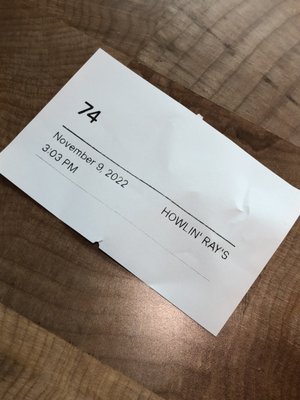 74
November 9, 2022
3:03 PM
HOWLIN' RAY'S